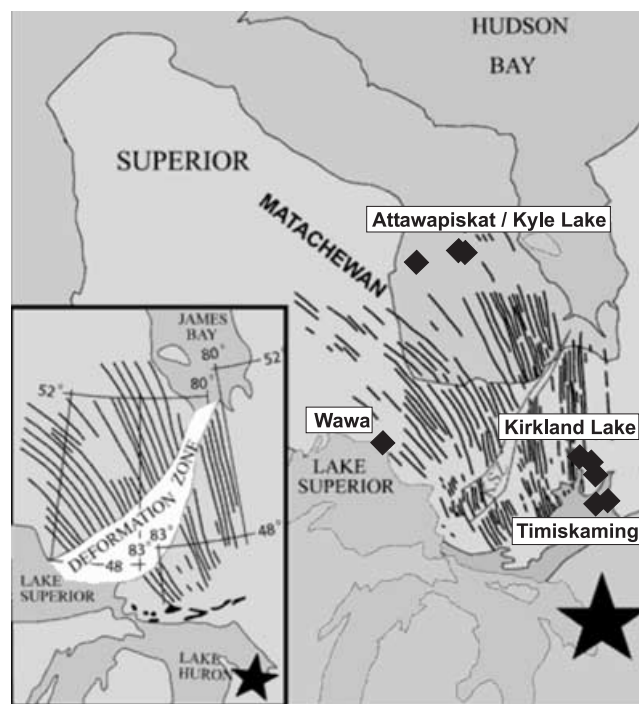 HUDSON
BAY
SUPERIOR
MATACHEWAN
Attawapiskat / Kyle Lake
JAMES
BAY
80°
52°
80°
52°
Wawa
Kirkland Lake
LAKE
SUPERIOR
DEFORMATION ZONE
83°
83°
48°
48
Timiskaming
LAKE
SUPERIOR
LAKE
HURON